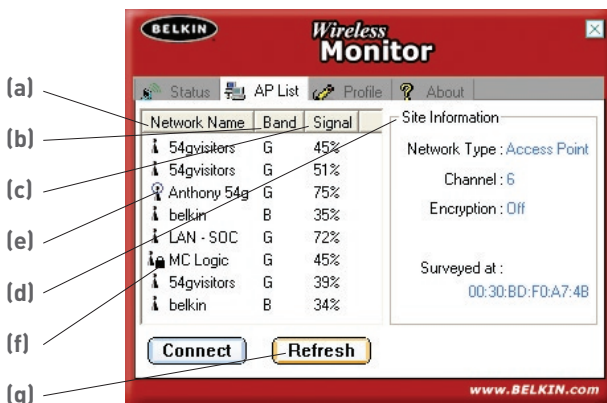 BELKIN
Wireless
Monitor
Status AP List Profile ? About
Network Name Band Signal
54gvisitors G 45%
54gvisitors G 51%
Anthony 54g G 75%
belkin B 35%
LAN - SOC G 72%
MC Logic G 45%
54gvisitors G 39%
belkin B 34%
Site Information
Network Type : Access Point
Channel : 6
Encryption : Off
Surveyed at :
00:30:BD:F0:A7:4B
Connect Refresh
www.BELKIN.com
(a)
(b)
(c)
(e)
(d)
(f)
(g)